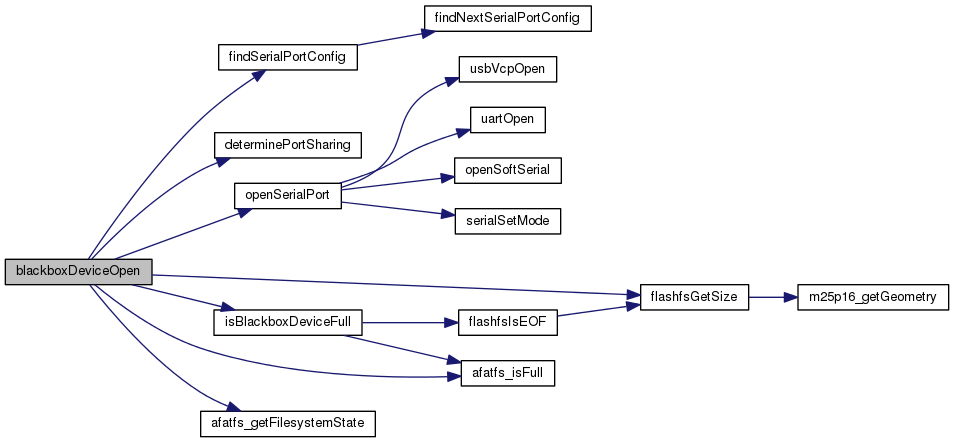 findNextSerialPortConfig
findSerialPortConfig
usbVcpOpen
uartOpen
determinePortSharing
openSoftSerial
openSerialPort
serialSetMode
blackboxDeviceOpen
flashfsGetSize
m25p16_getGeometry
isBlackboxDeviceFull
flashfsIsEOF
afatfs_isFull
afatfs_getFilesystemState